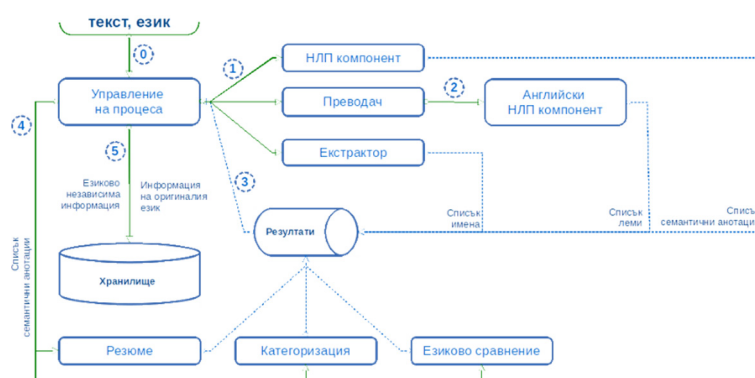 текст, език
0
НЛП компонент
1
Управление
на процеса
Преводач
2
Английски
НЛП компонент
4
5
Екстрактор
3
Езиково
независима
информация
Информация
на оригиналия
език
Резултати
Списък
имена
Списък
леми
семантични анотаци
Хранилище
Списък
семантични анотации
Резюме
Категоризация
Езиково сравнение